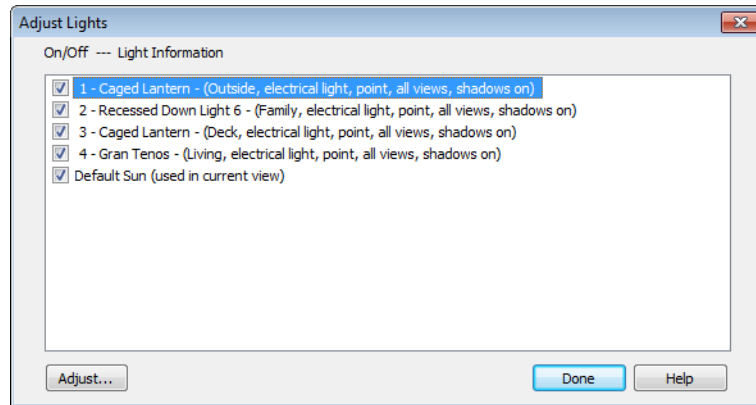 Adjust Lights
On/Off --- Light Information
1 - Caged Lantern - (Outside, electrical light, point, all views, shadows on)
2 - Recessed Down Light 6 - (Family, electrical light, point, all views, shadows on)
3 - Caged Lantern - (Deck, electrical light, point, all views, shadows on)
4 - Gran Tenos - (Living, electrical light, point, all views, shadows on)
Default Sun (used in current view)
Adjust... Done Help